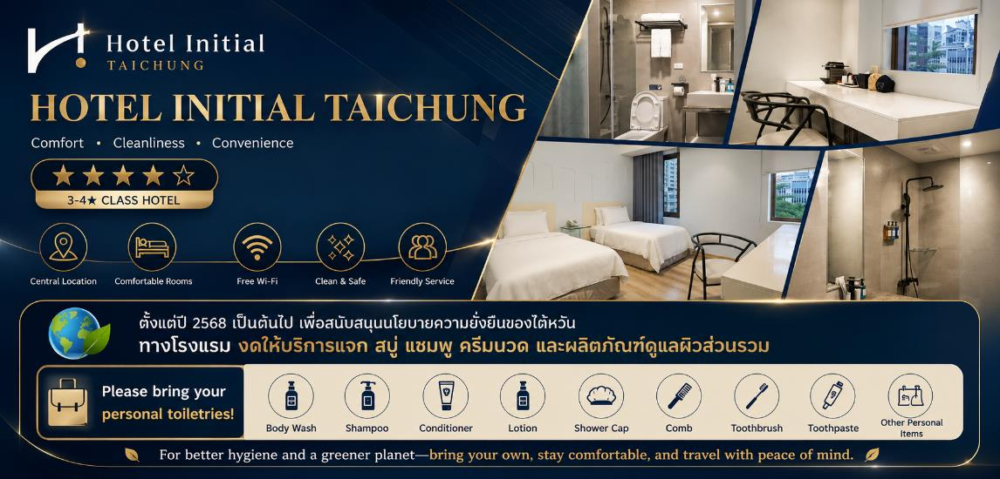 Hotel Initial
TAICHUNG
HOTEL INITIAL TAICHUNG
Comfort • Cleanliness • Convenience
3-4★ CLASS HOTEL
Central Location
Comfortable Rooms
Free Wi-Fi
Clean & Safe
Friendly Service
ตั้งแต่ปี 2568 เป็นต้นไป เพื่อสนับสนุนนโยบายความยั่งยืนของไต้หวัน
ทางโรงแรม งดให้บริการแจก สบู่ แชมพู ครีมนวด และผลิตภัณฑ์ดูแลผิวส่วนรวม
Please bring your
personal toiletries!
Body Wash
Shampoo
Conditioner
Lotion
Shower Cap
Comb
Toothbrush
Toothpaste
Other Personal
Items
For better hygiene and a greener planet—bring your own, stay comfortable, and travel with peace of mind.